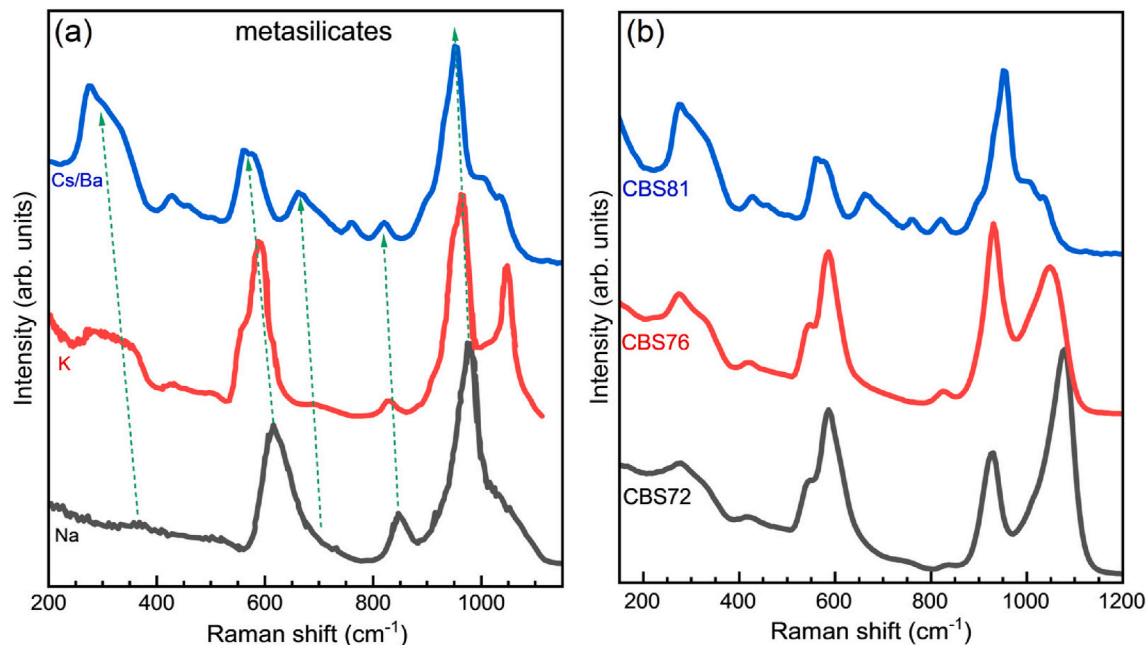 (a)
metasilicates
Cs/Ba
K
Na
Intensity (arb. units)
200 400 600 800 1000
Raman shift (cm⁻¹)
(b)
CBS81
CBS76
CBS72
Intensity (arb. units)
200 400 600 800 1000 1200
Raman shift (cm⁻¹)